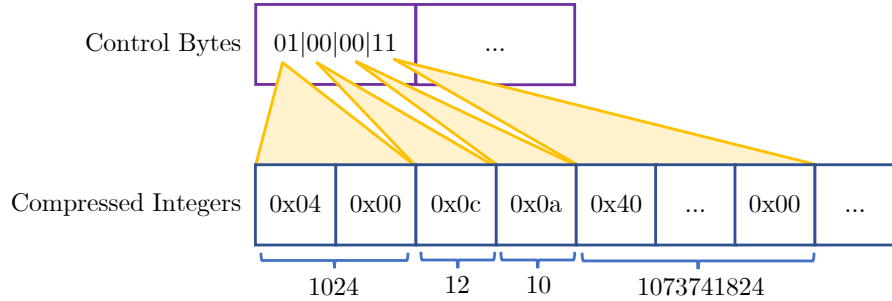 Control Bytes 01|00|00|11 ...
Compressed Integers 0x04 0x00 0x0c 0x0a 0x40 ... 0x00 ...
1024 12 10 1073741824